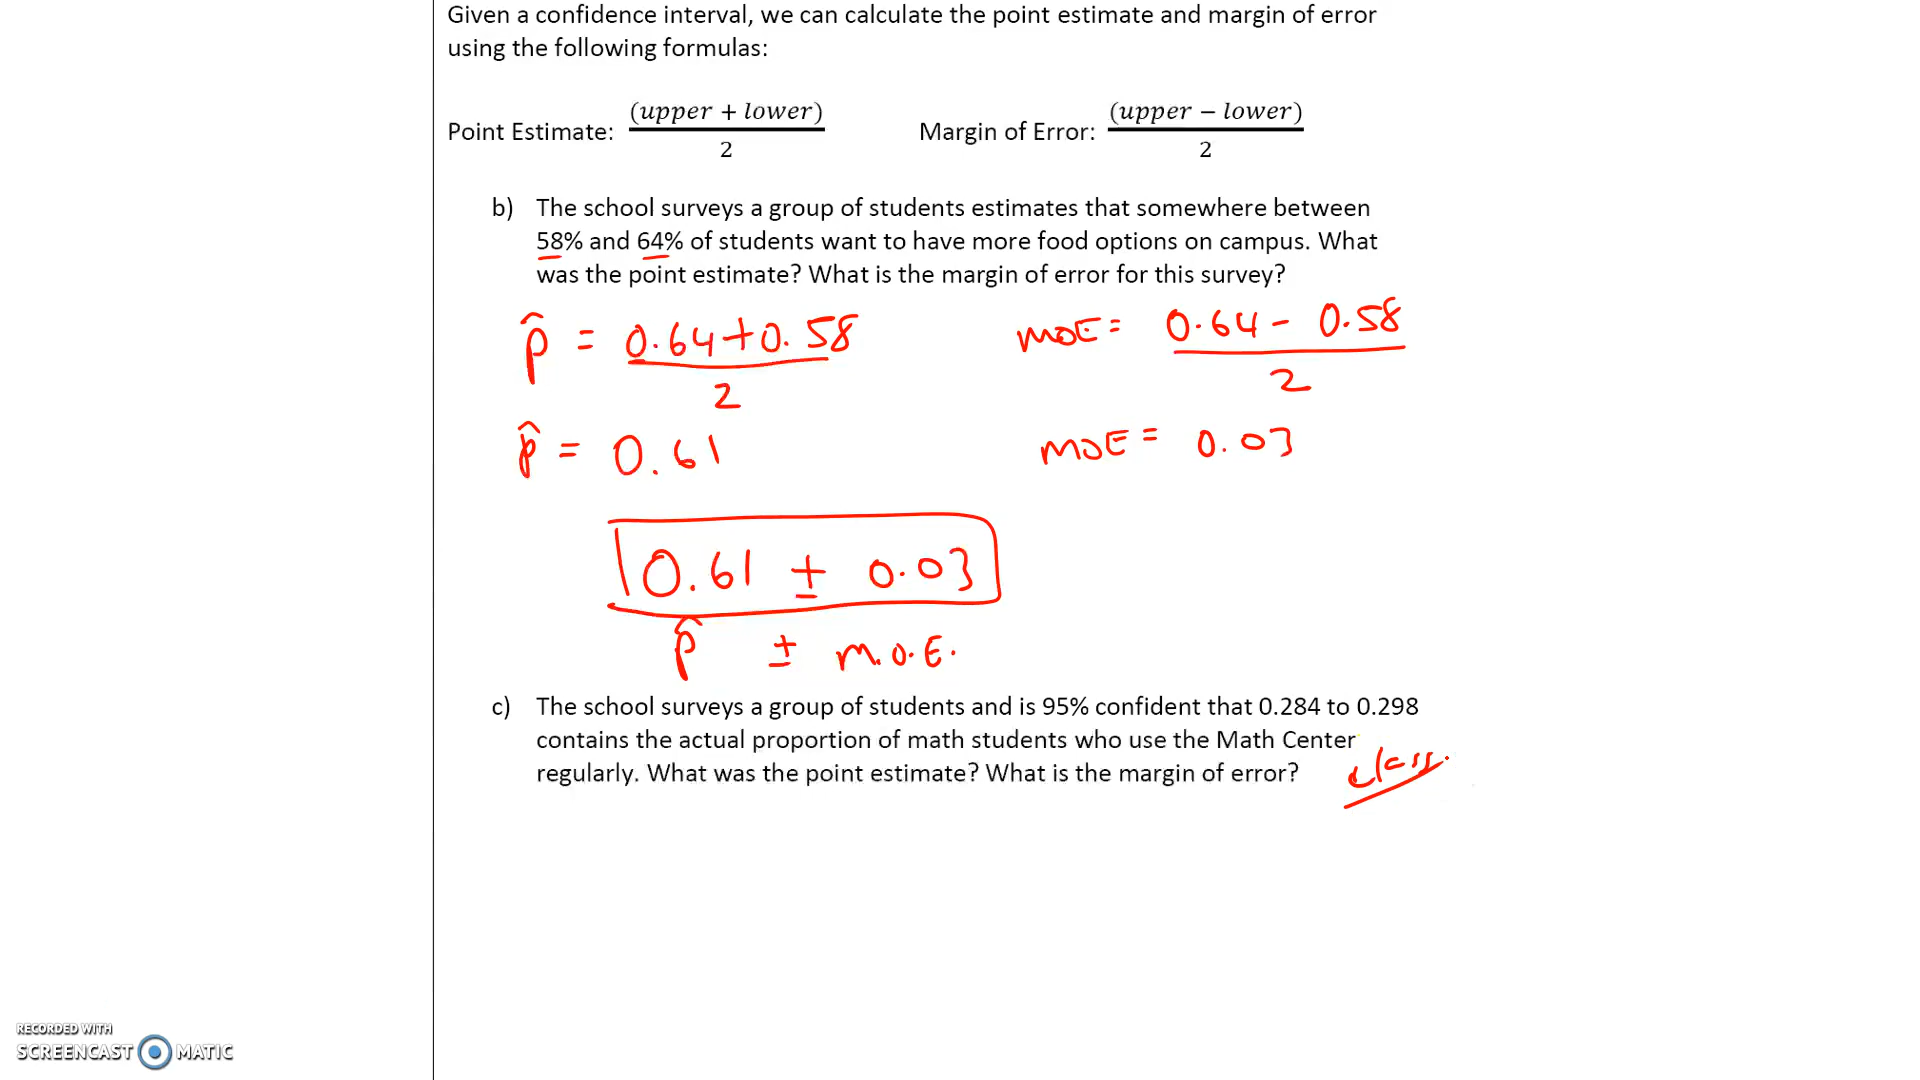 Given a confidence interval, we can calculate the point estimate and margin of error
using the following formulas:
Point Estimate: (upper + lower) / 2 Margin of Error: (upper − lower) / 2
b) The school surveys a group of students estimates that somewhere between
58% and 64% of students want to have more food options on campus. What
was the point estimate? What is the margin of error for this survey?
p̂ = 0.64+0.58 / 2 MOE = 0.64 - 0.58 / 2
p̂ = 0.61 MOE = 0.03
0.61 ± 0.03
p̂ ± M.O.E.
c) The school surveys a group of students and is 95% confident that 0.284 to 0.298
contains the actual proportion of math students who use the Math Center
regularly. What was the point estimate? What is the margin of error? class.
RECORDED WITH
SCREENCAST MATIC